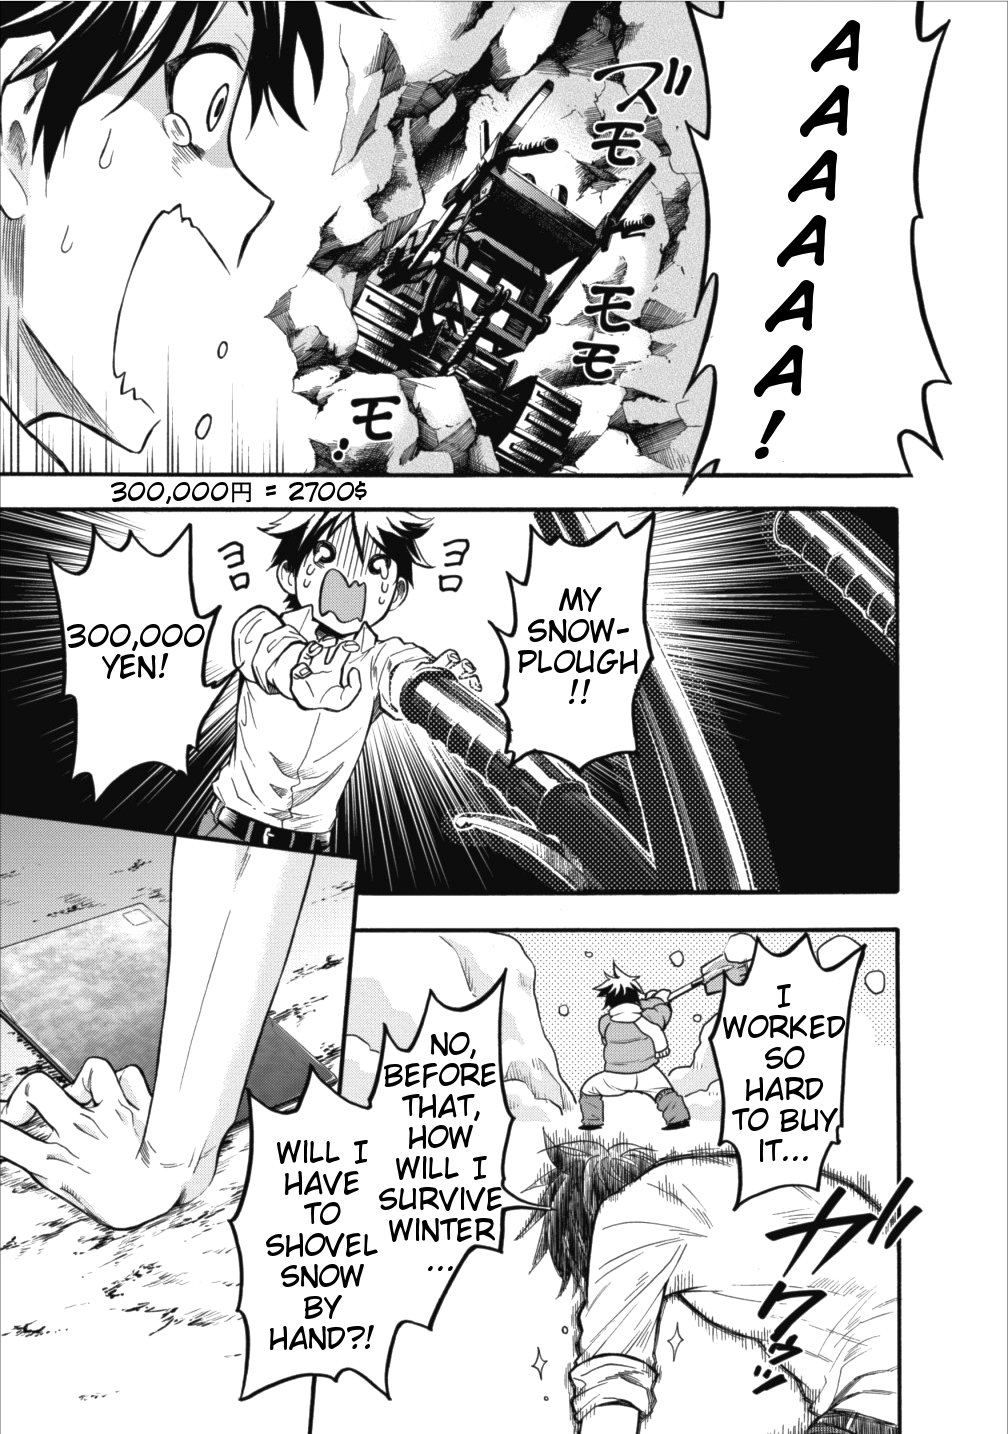 AAAAAA!
ズ
モ
モ
モ
モ
300,000円 = 2700$
MY
SNOW-
PLOUGH
!!
ヨロ
ヨロ
300,000
YEN!
I
WORKED
SO
HARD
TO BUY
IT...
NO,
BEFORE
THAT,
HOW
WILL I
SURVIVE
WINTER
...
WILL I
HAVE
TO
SHOVEL
SNOW
BY
HAND?!
ガクッ